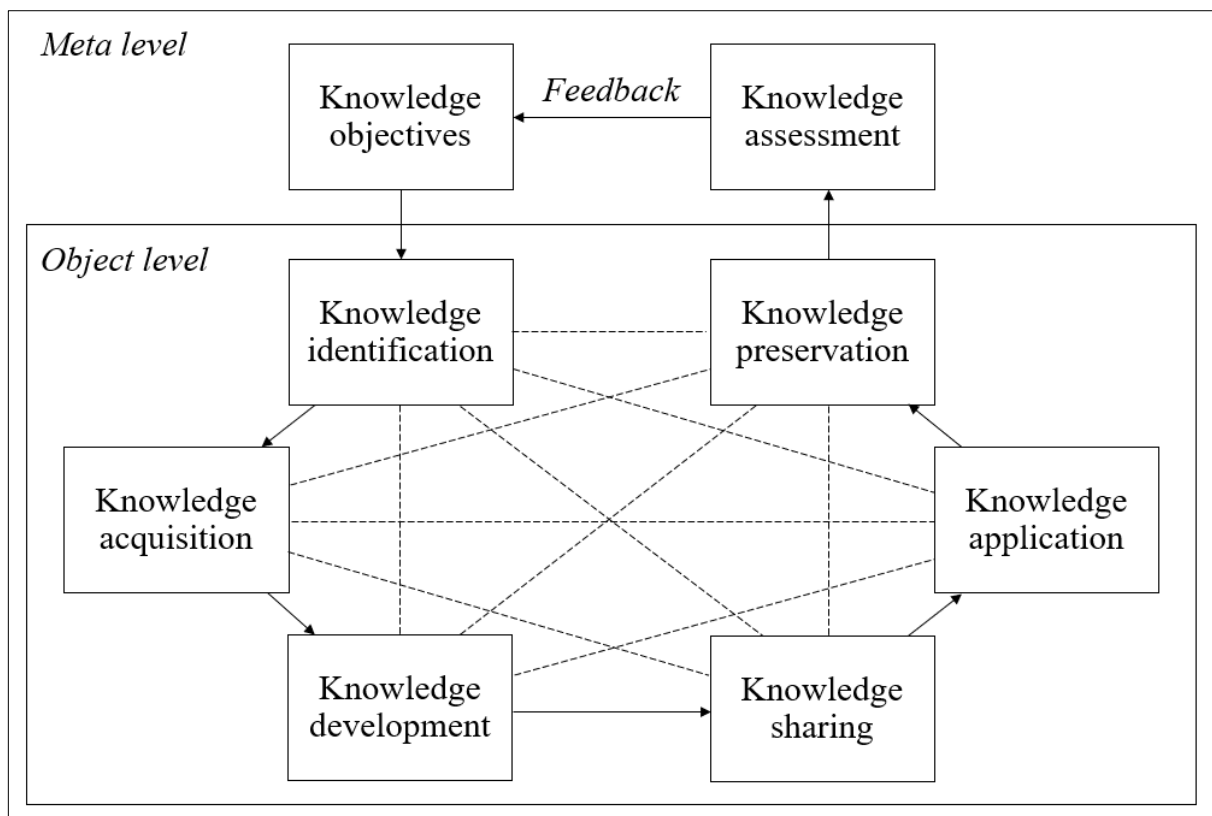 Meta level
Knowledge
objectives
Feedback
Knowledge
assessment
Object level
Knowledge
identification
Knowledge
preservation
Knowledge
acquisition
Knowledge
application
Knowledge
development
Knowledge
sharing